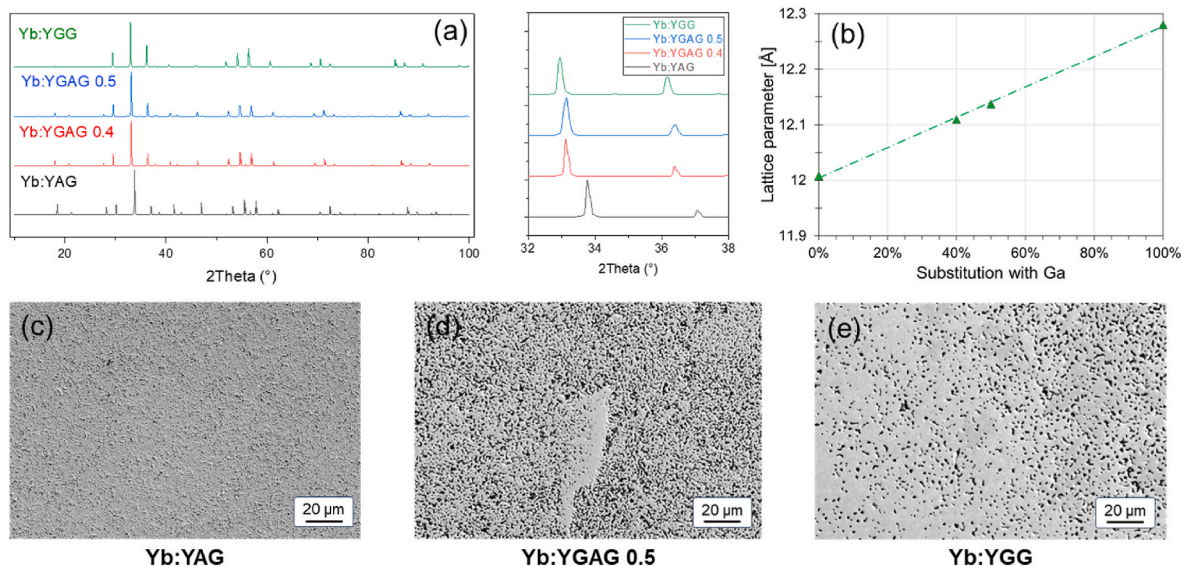 (a)
Yb:YGG
Yb:YGAG 0.5
Yb:YGAG 0.4
Yb:YAG
20 40 60 80 100
2Theta (°)
Yb:YGG
Yb:YGAG 0.5
Yb:YGAG 0.4
Yb:YAG
32 34 36 38
2Theta (°)
(b)
Lattice parameter [Å]
12.3
12.2
12.1
12
11.9
0% 20% 40% 60% 80% 100%
Substitution with Ga
(c)
20 µm
Yb:YAG
(d)
20 µm
Yb:YGAG 0.5
(e)
20 µm
Yb:YGG